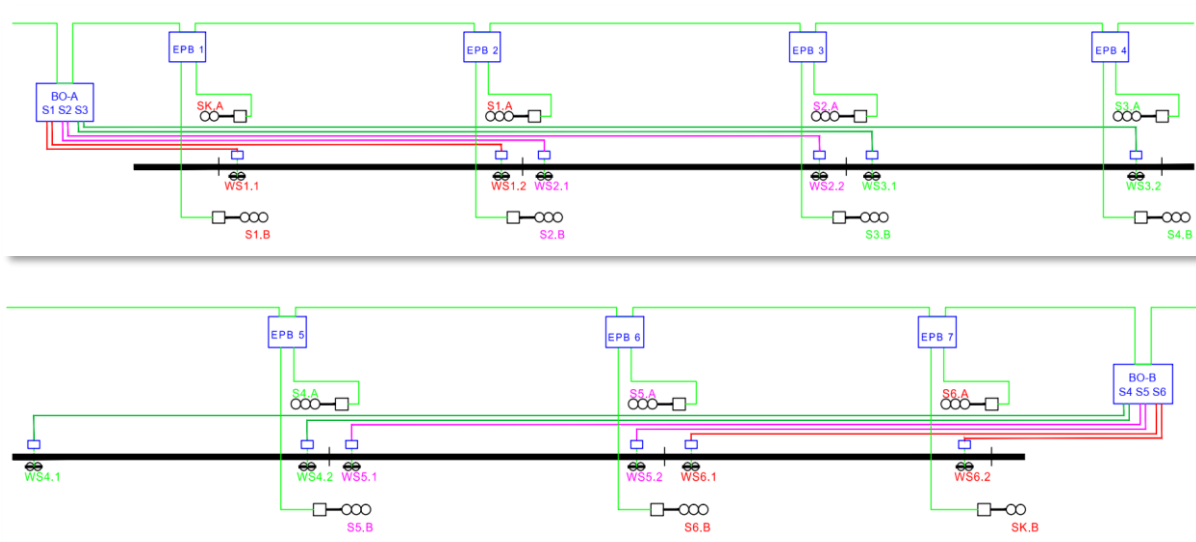 EPB 1
EPB 2
EPB 3
EPB 4
BO-A
S1 S2 S3
SK.A
S1.A
S2.A
S3.A
WS1.1
WS1.2
WS2.1
WS2.2
WS3.1
WS3.2
S1.B
S2.B
S3.B
S4.B
EPB 5
EPB 6
EPB 7
BO-B
S4 S5 S6
S4.A
S5.A
S6.A
WS4.1
WS4.2
WS5.1
WS5.2
WS6.1
WS6.2
S5.B
S6.B
SK.B